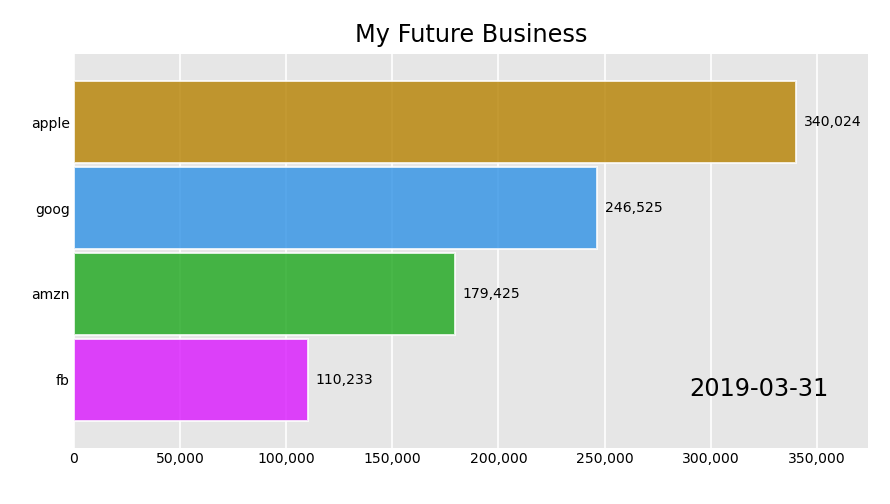 My Future Business
apple 340,024
goog 246,525
amzn 179,425
fb 110,233
2019-03-31
0 50,000 100,000 150,000 200,000 250,000 300,000 350,000